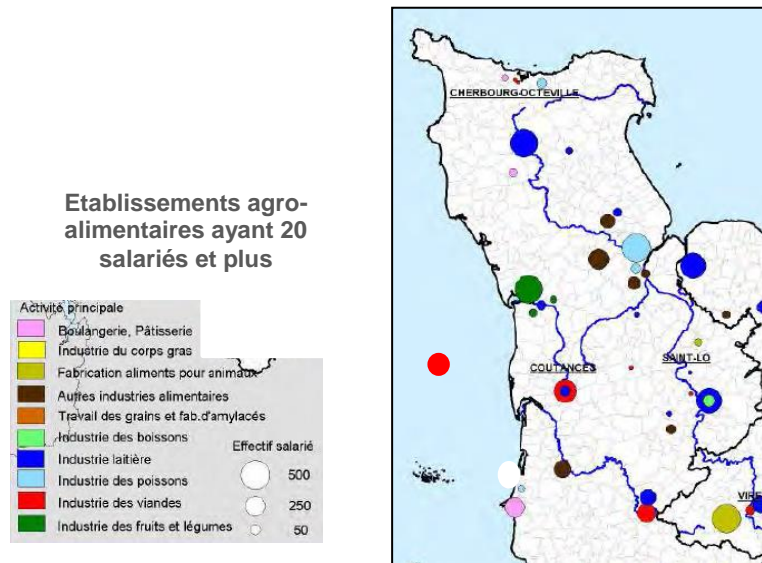 Etablissements agro-
alimentaires ayant 20
salariés et plus
Activité principale
Boulangerie, Pâtisserie
Industrie du corps gras
Fabrication aliments pour animaux
Autres industries alimentaires
Travail des grains et fab.d'amylacés
Industrie des boissons
Industrie laitière
Industrie des poissons
Industrie des viandes
Industrie des fruits et légumes
Effectif salarié
500
250
50
CHERBOURG-OCTEVILLE
COUTANCES
SAINT-LO
VIRE